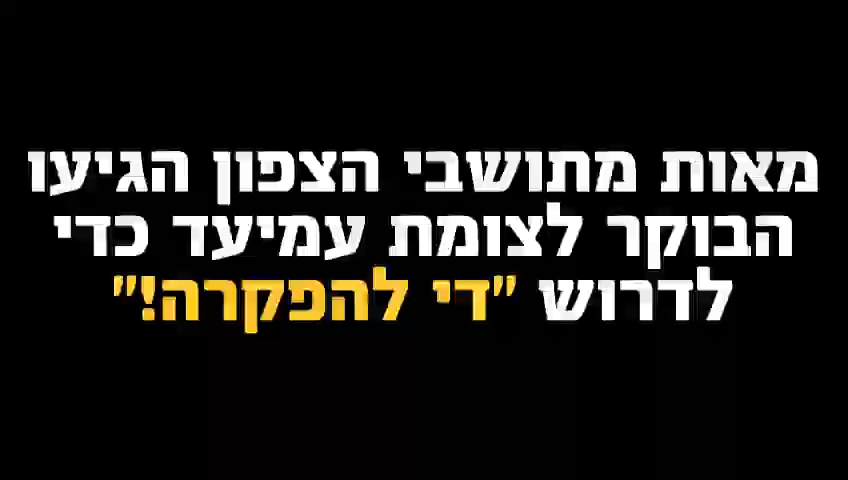 מאות מתושבי הצפון הגיעו
הבוקר לצומת עמיעד כדי
לדרוש "די להפקרה!"